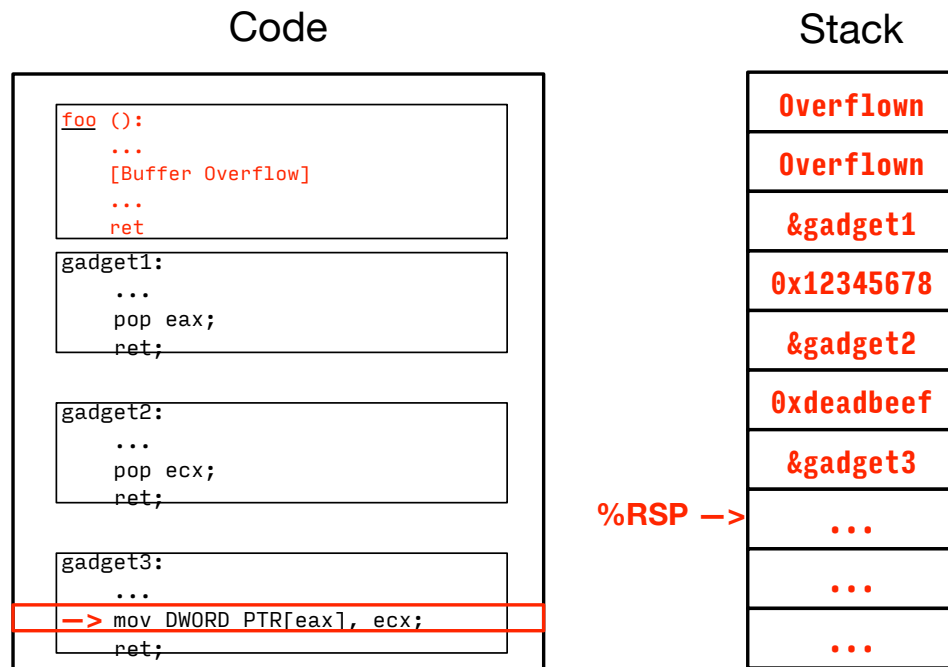 Code
foo ():
...
[Buffer Overflow]
...
ret
gadget1:
...
pop eax;
ret;
gadget2:
...
pop ecx;
ret;
gadget3:
...
—> mov DWORD PTR[eax], ecx;
ret;
Stack
Overflown
Overflown
&gadget1
0x12345678
&gadget2
0xdeadbeef
&gadget3
%RSP —> ...
...
...